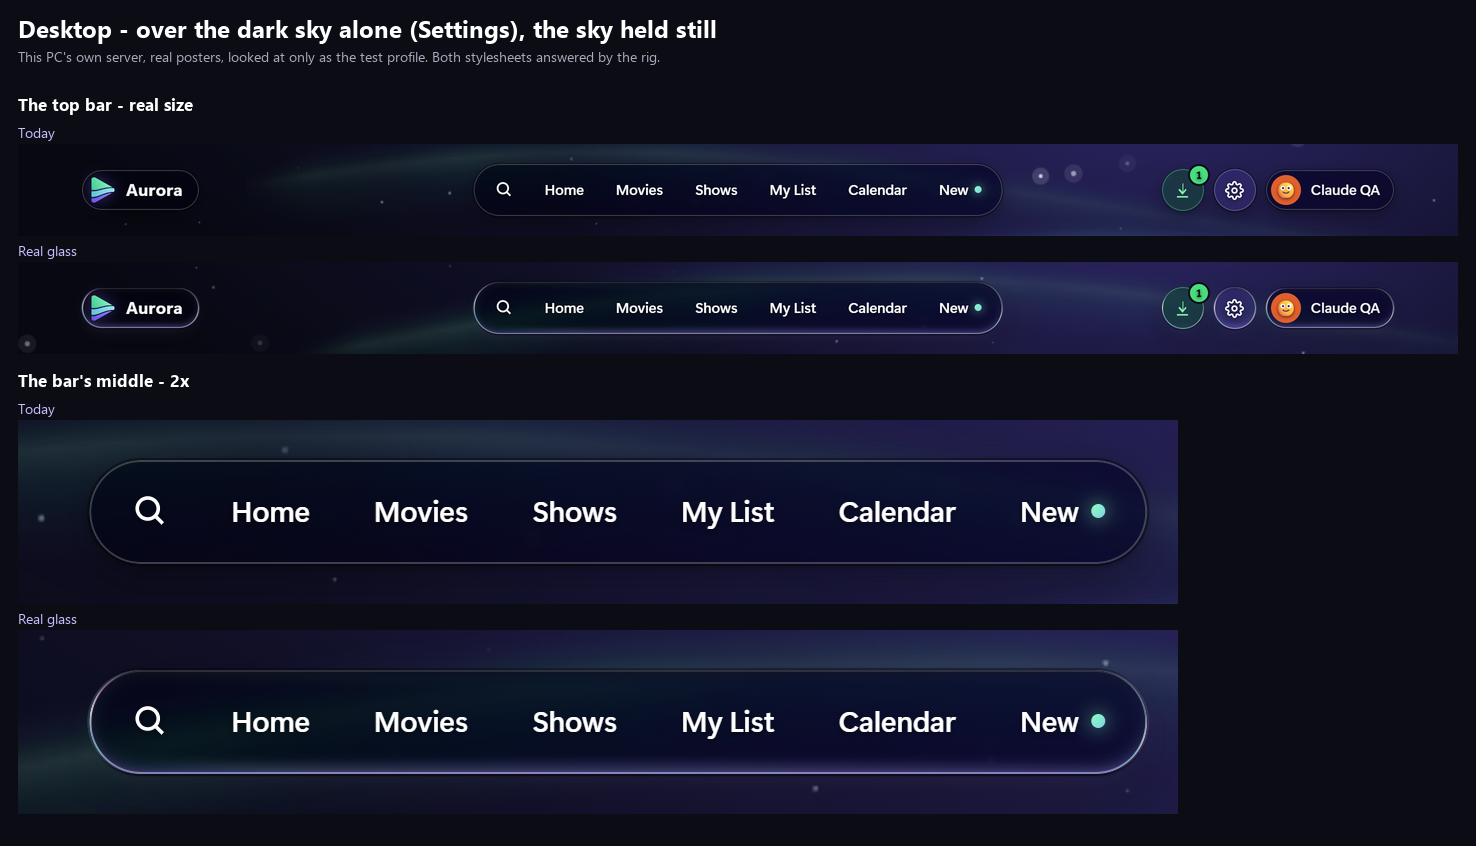 Desktop - over the dark sky alone (Settings), the sky held still
This PC's own server, real posters, looked at only as the test profile. Both stylesheets answered by the rig.
The top bar - real size
Today
Aurora Home Movies Shows My List Calendar New 1 Claude QA
Real glass
Aurora Home Movies Shows My List Calendar New 1 Claude QA
The bar's middle - 2x
Today
Home Movies Shows My List Calendar New
Real glass
Home Movies Shows My List Calendar New